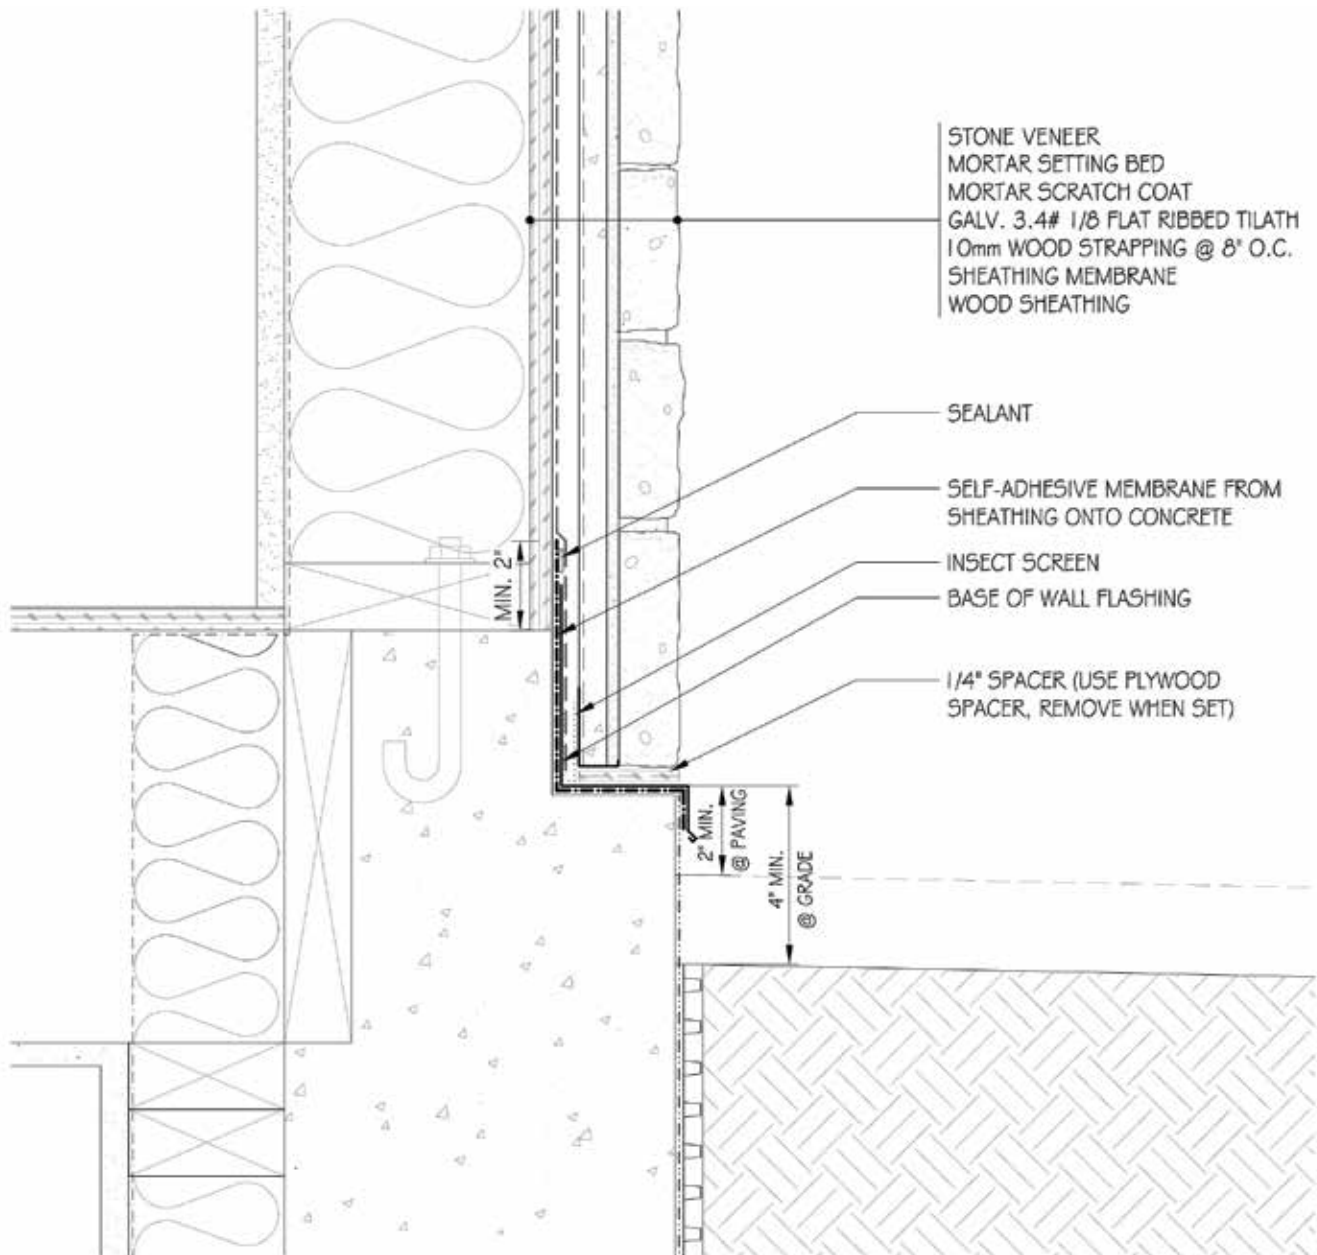 STONE VENEER
MORTAR SETTING BED
MORTAR SCRATCH COAT
GALV. 3.4# 1/8 FLAT RIBBED TILATH
10mm WOOD STRAPPING @ 8" O.C.
SHEATHING MEMBRANE
WOOD SHEATHING
SEALANT
SELF-ADHESIVE MEMBRANE FROM
SHEATHING ONTO CONCRETE
INSECT SCREEN
BASE OF WALL FLASHING
1/4" SPACER (USE PLYWOOD
SPACER, REMOVE WHEN SET)
MIN. 2"
2" MIN.
@ PAVING
4" MIN.
@ GRADE